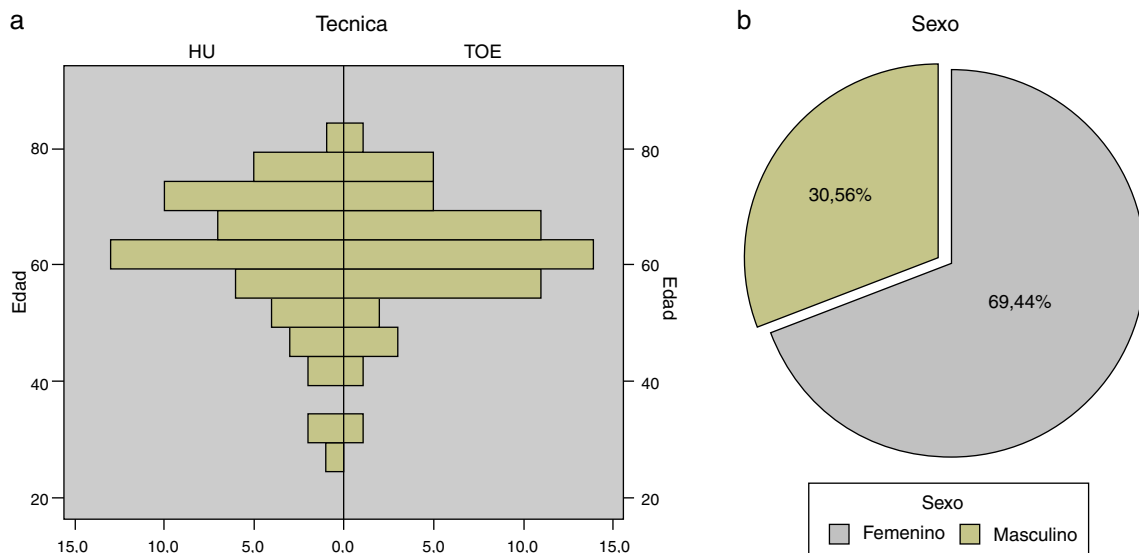 a
Tecnica
HU TOE
80 80
60 60
Edad Edad
40 40
20 20
15.0 10.0 5.0 0.0 5.0 10.0 15.0
b
Sexo
30,56%
69,44%
Sexo
Femenino Masculino